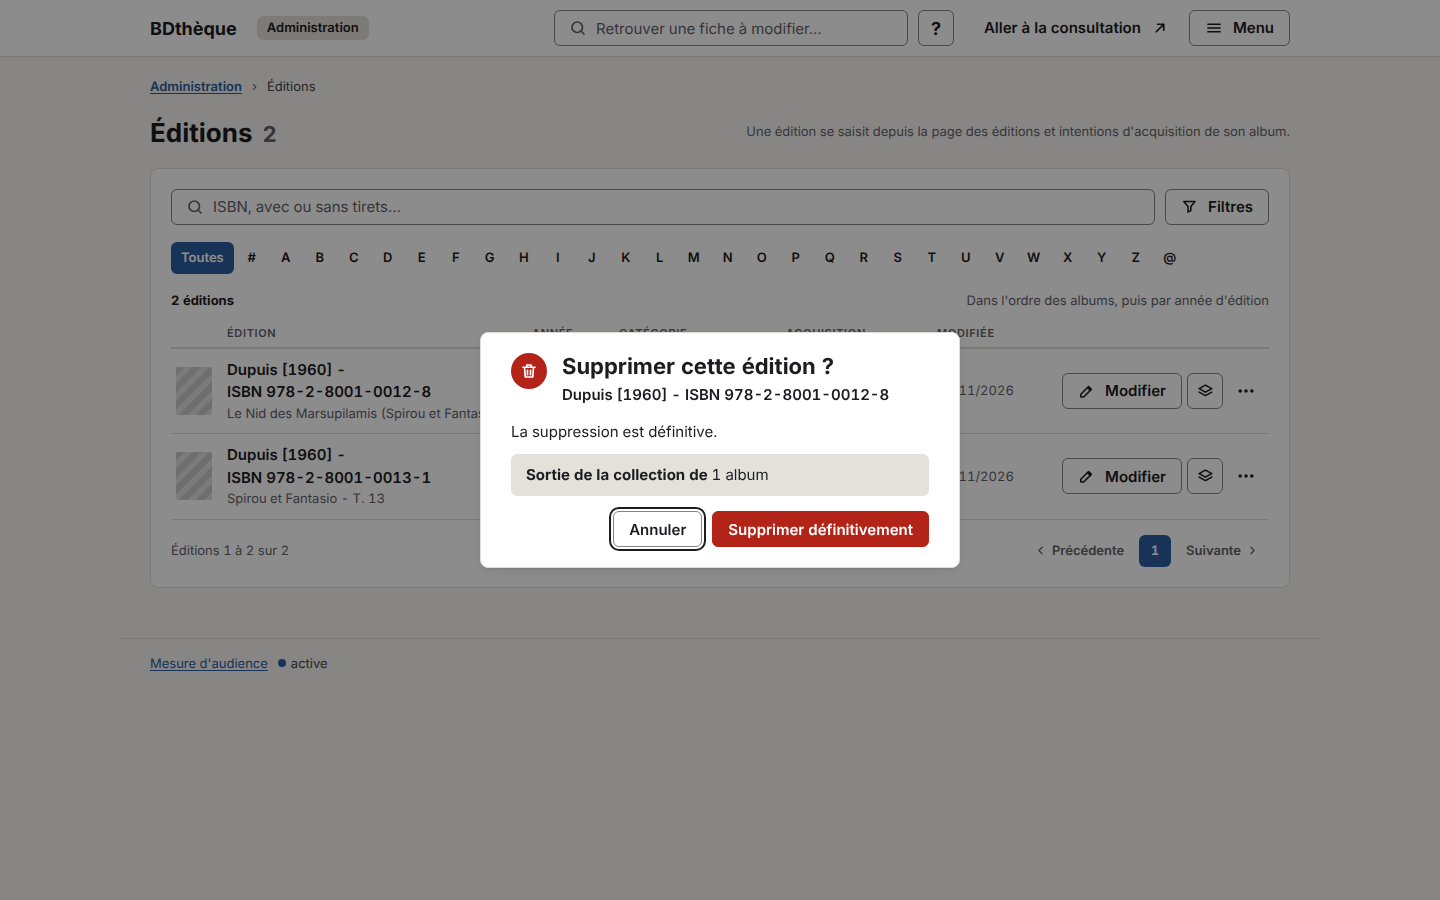 BDthèque Administration Retrouver une fiche à modifier... ? Aller à la consultation Menu
Administration › Éditions
Éditions 2
Une édition se saisit depuis la page des éditions et intentions d'acquisition de son album.
ISBN, avec ou sans tirets... Filtres
Toutes # A B C D E F G H I J K L M N O P Q R S T U V W X Y Z @
2 éditions Dans l'ordre des albums, puis par année d'édition
ÉDITION ANNÉE CATÉGORIE ACQUISITION MODIFIÉE
Dupuis [1960] -
ISBN 978-2-8001-0012-8
Le Nid des Marsupilamis (Spirou et
11/2026 Modifier
Dupuis [1960] -
ISBN 978-2-8001-0013-1
Spirou et Fantasio - T. 13
11/2026 Modifier
Éditions 1 à 2 sur 2 Précédente 1 Suivante
Supprimer cette édition ?
Dupuis [1960] - ISBN 978-2-8001-0012-8
La suppression est définitive.
Sortie de la collection de 1 album
Annuler Supprimer définitivement
Mesure d'audience active